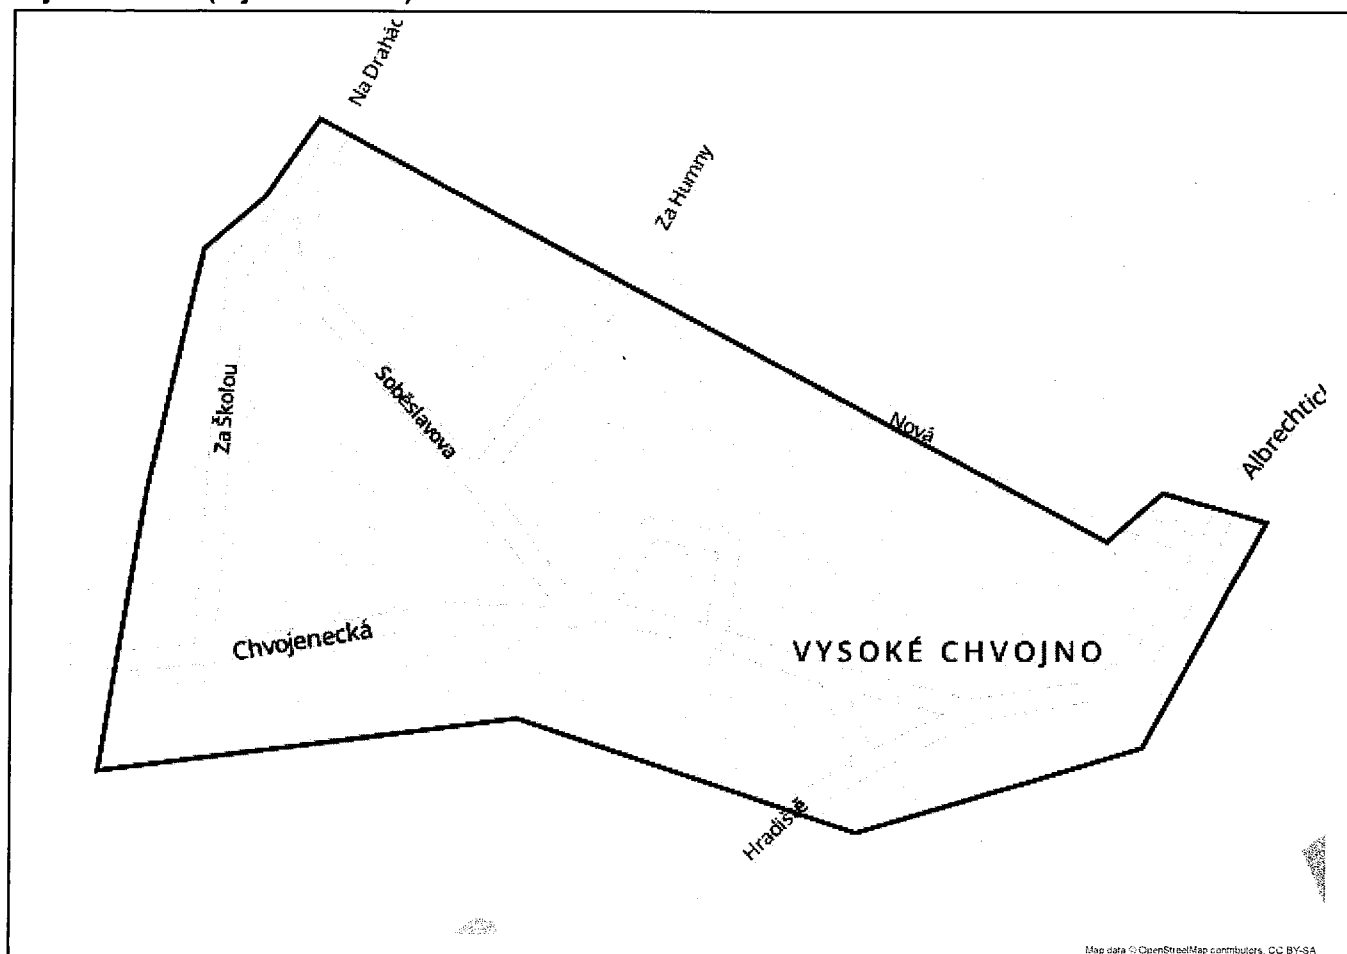 Na Drahác
Za Humny
Za Školou
Soběslavova
Nová
Albrechticl
Chvojenecká
VYSOKÉ CHVOJNO
Hradiště
Map data © OpenStreetMap contributors, CC BY-SA